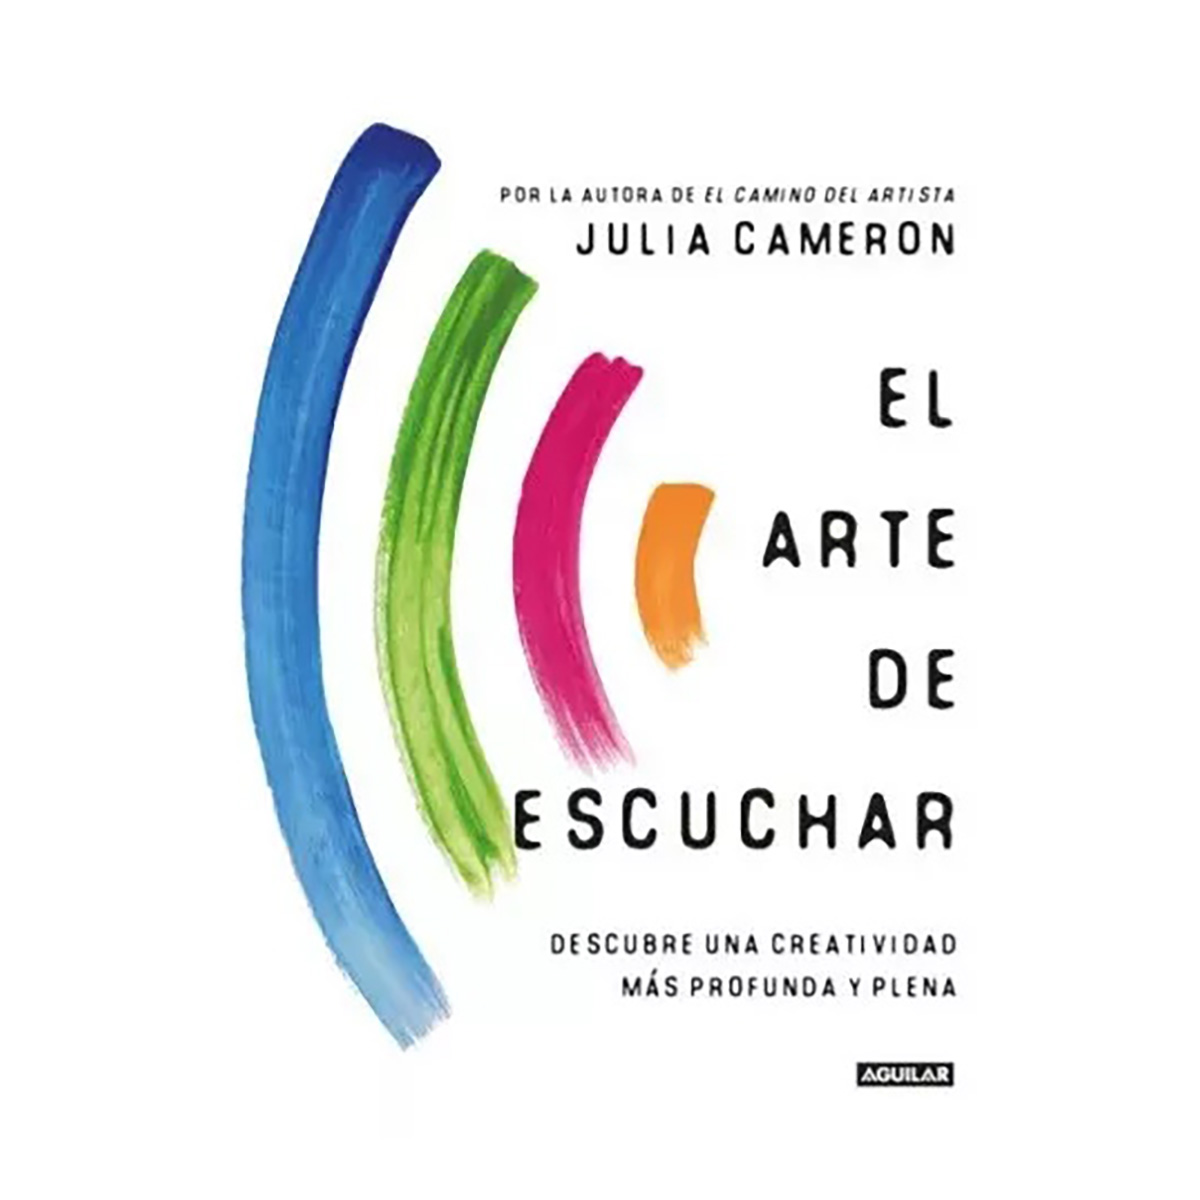 POR LA AUTORA DE EL CAMINO DEL ARTISTA
JULIA CAMERON
EL
ARTE
DE
ESCUCHAR
DESCUBRE UNA CREATIVIDAD
MÁS PROFUNDA Y PLENA
AGUILAR